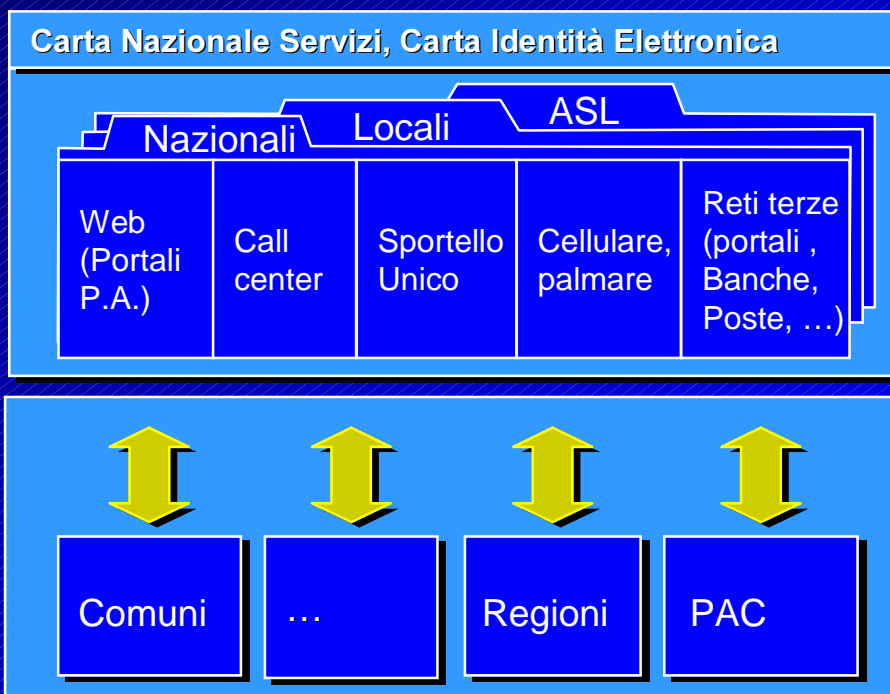 Carta Nazionale Servizi, Carta Identità Elettronica
Nazionali
Locali
ASL
Web
(Portali
P.A.)
Call
center
Sportello
Unico
Cellulare,
palmare
Reti terze
(portali ,
Banche,
Poste, …)
Comuni
…
Regioni
PAC